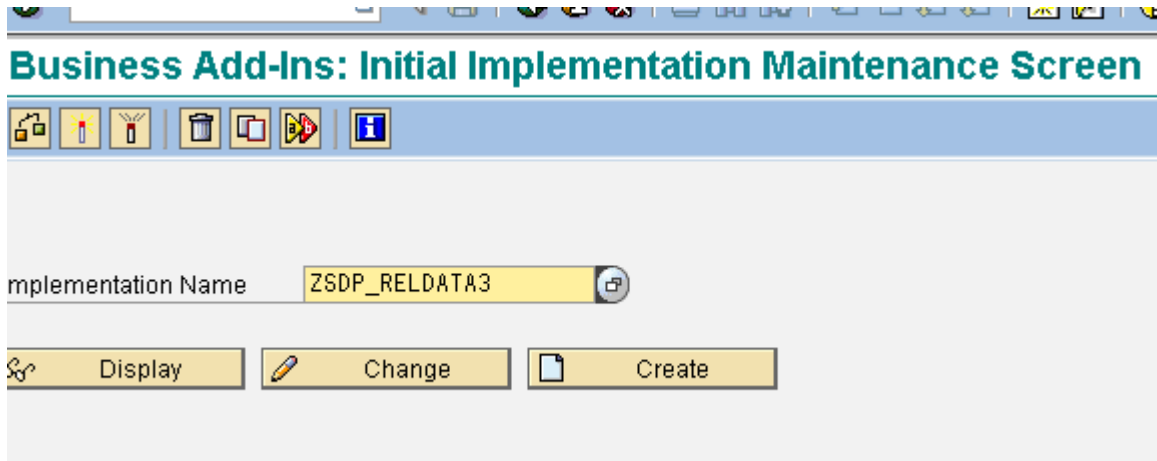 Business Add-Ins: Initial Implementation Maintenance Screen
mplementation Name ZSDP_RELDATA3
Display Change Create